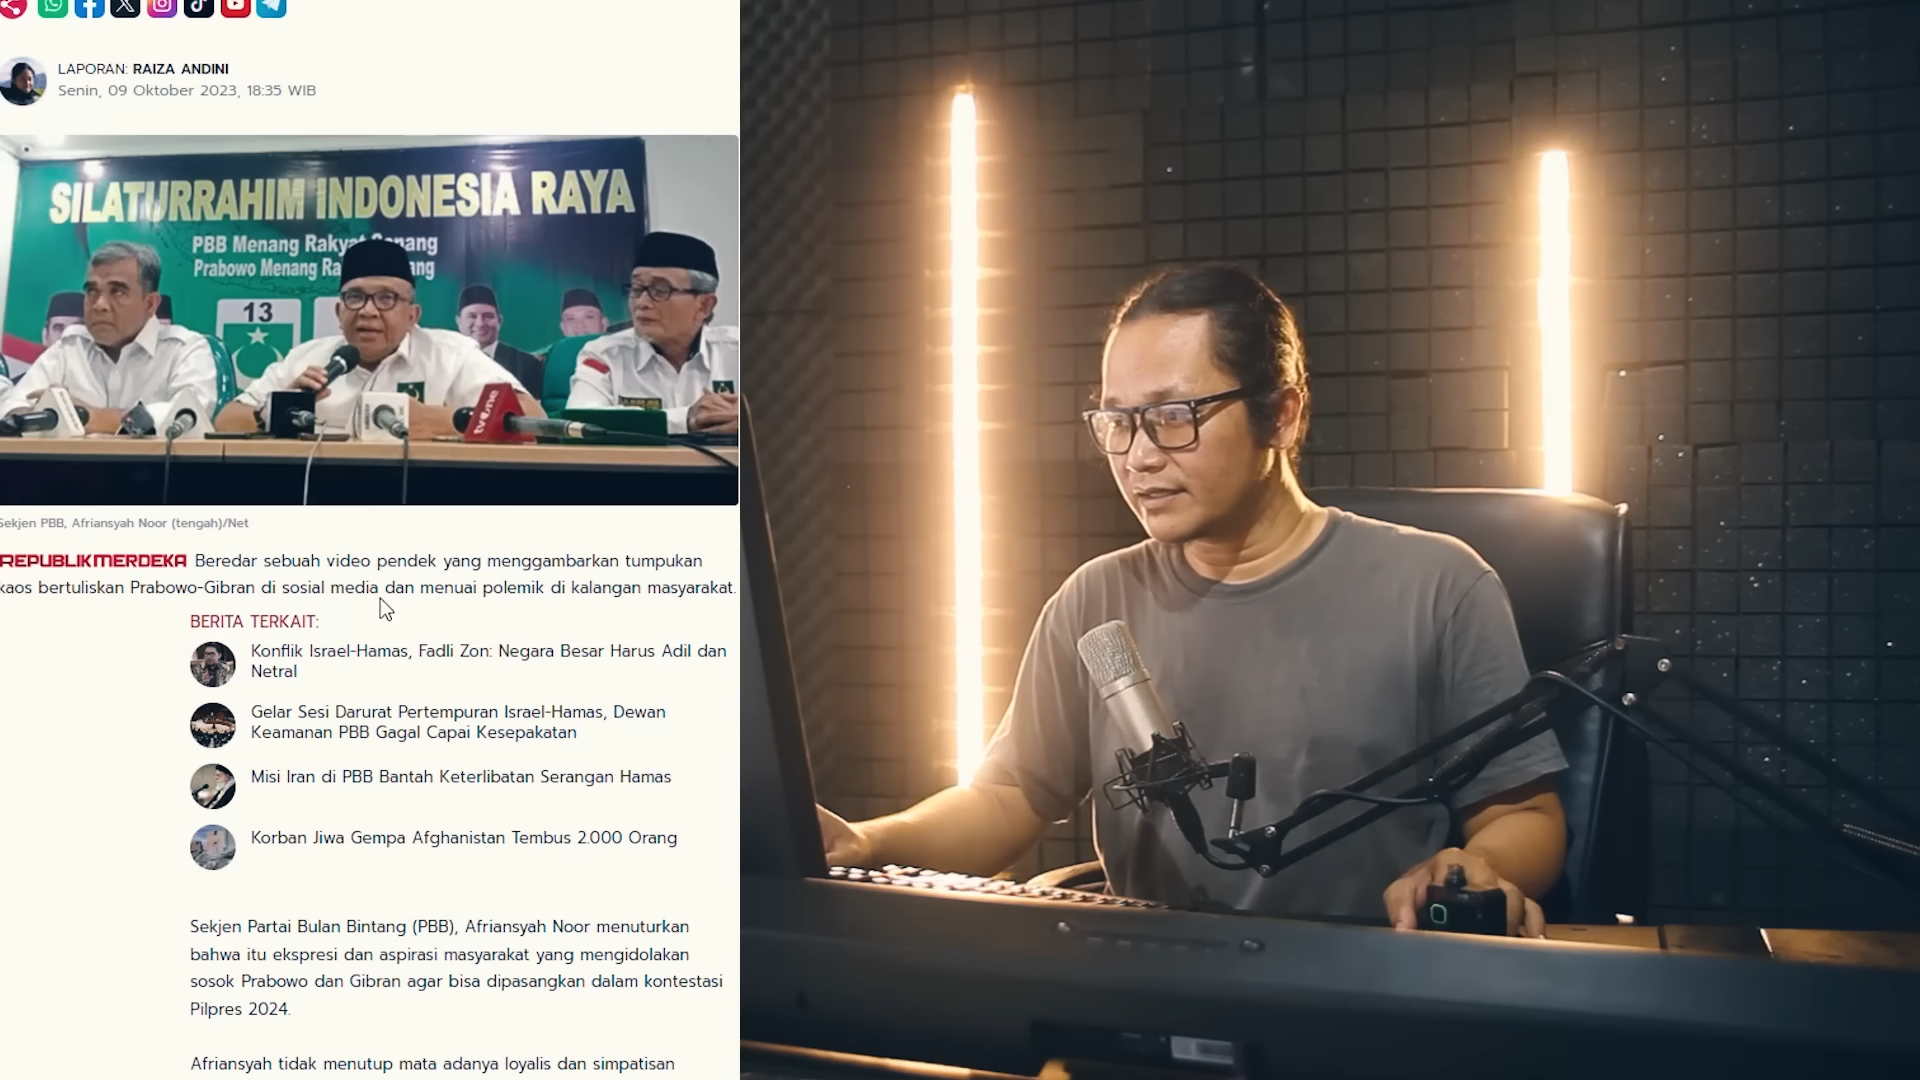 LAPORAN: RAIZA ANDINI
Senin, 09 Oktober 2023, 18:35 WIB
SILATURRAHIM INDONESIA RAYA
PBB Menang Rakyat Senang
Prabowo Menang
13
tvOne
Sekjen PBB, Afriansyah Noor (tengah)/Net
REPUBLIKMERDEKA Beredar sebuah video pendek yang menggambarkan tumpukan
kaos bertuliskan Prabowo-Gibran di sosial media dan menuai polemik di kalangan masyarakat.
BERITA TERKAIT:
Konflik Israel-Hamas, Fadli Zon: Negara Besar Harus Adil dan
Netral
Gelar Sesi Darurat Pertempuran Israel-Hamas, Dewan
Keamanan PBB Gagal Capai Kesepakatan
Misi Iran di PBB Bantah Keterlibatan Serangan Hamas
Korban Jiwa Gempa Afghanistan Tembus 2.000 Orang
Sekjen Partai Bulan Bintang (PBB), Afriansyah Noor menuturkan
bahwa itu ekspresi dan aspirasi masyarakat yang mengidolakan
sosok Prabowo dan Gibran agar bisa dipasangkan dalam kontestasi
Pilpres 2024.
Afriansyah tidak menutup mata adanya loyalis dan simpatisan